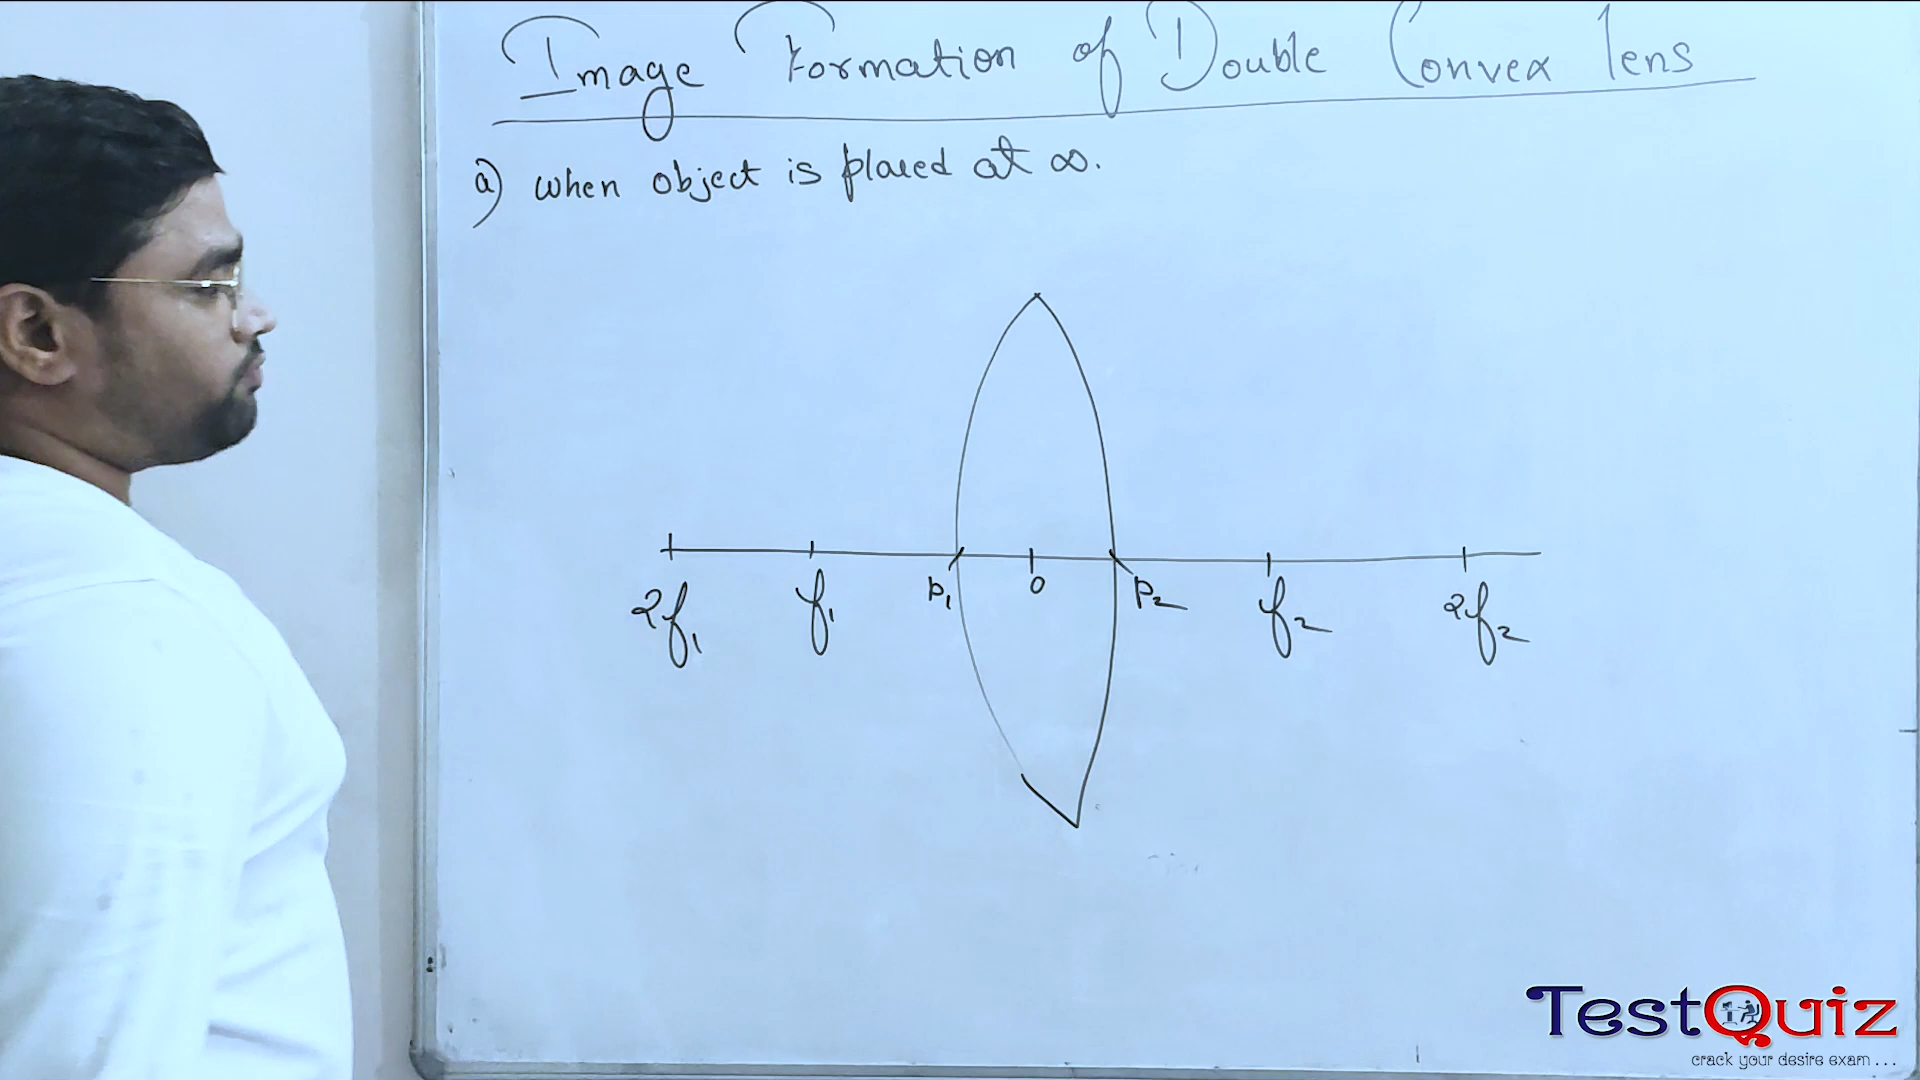 Image Formation of Double Convex lens
a) when object is placed at ∞.
2f₁ f₁ P₁ O P₂ f₂ 2f₂
TestQuiz
crack your desire exam ...